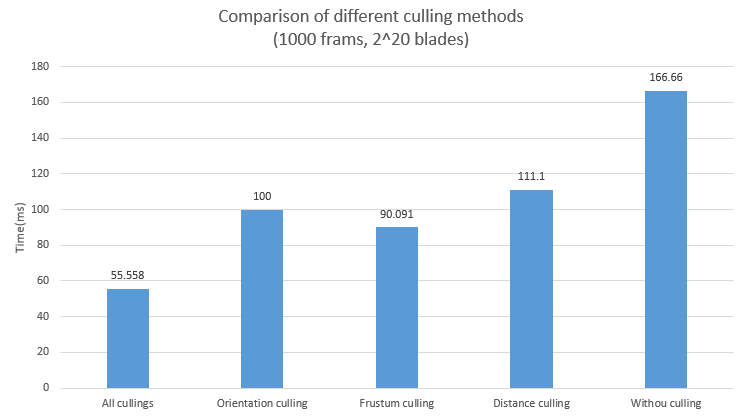 Comparison of different culling methods
(1000 frams, 2^20 blades)
180
160
140
120
100
80
60
40
20
0
Time(ms)
55.558
100
90.091
111.1
166.66
All cullings
Orientation culling
Frustum culling
Distance culling
Withou culling